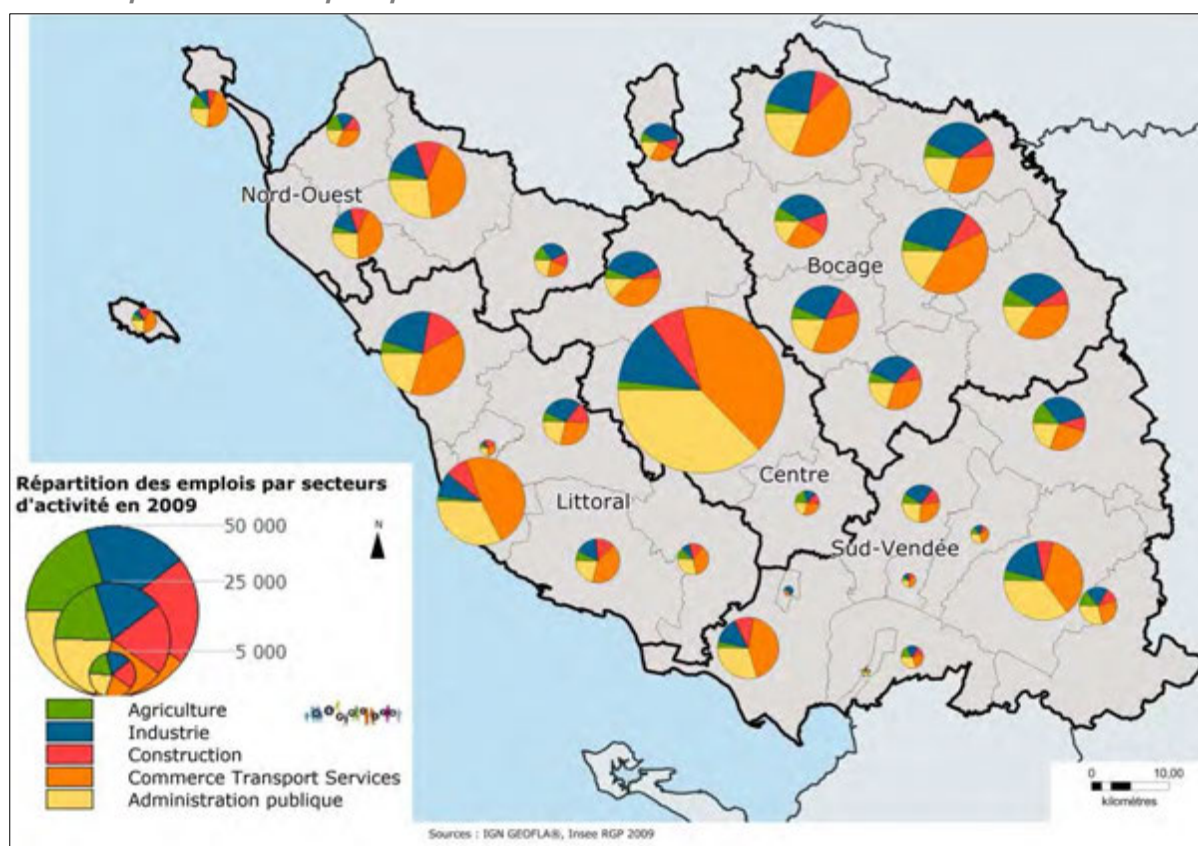 Nord-Ouest
Bocage
Centre
Littoral
Sud-Vendée
Répartition des emplois par secteurs
d'activité en 2009
50 000
25 000
5 000
N
Agriculture
Industrie
Construction
Commerce Transport Services
Administration publique
0 10,00
kilomètres
Sources : IGN GEOFLA®, Insee RGP 2009